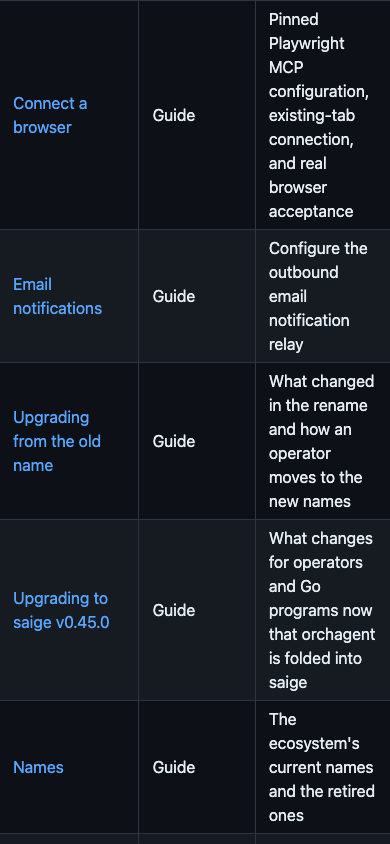 Connect a
browser
Guide
Pinned
Playwright
MCP
configuration,
existing-tab
connection,
and real
browser
acceptance
Email
notifications
Guide
Configure the
outbound
email
notification
relay
Upgrading
from the old
name
Guide
What changed
in the rename
and how an
operator
moves to the
new names
Upgrading to
saige v0.45.0
Guide
What changes
for operators
and Go
programs now
that orchagent
is folded into
saige
Names
Guide
The
ecosystem's
current names
and the retired
ones